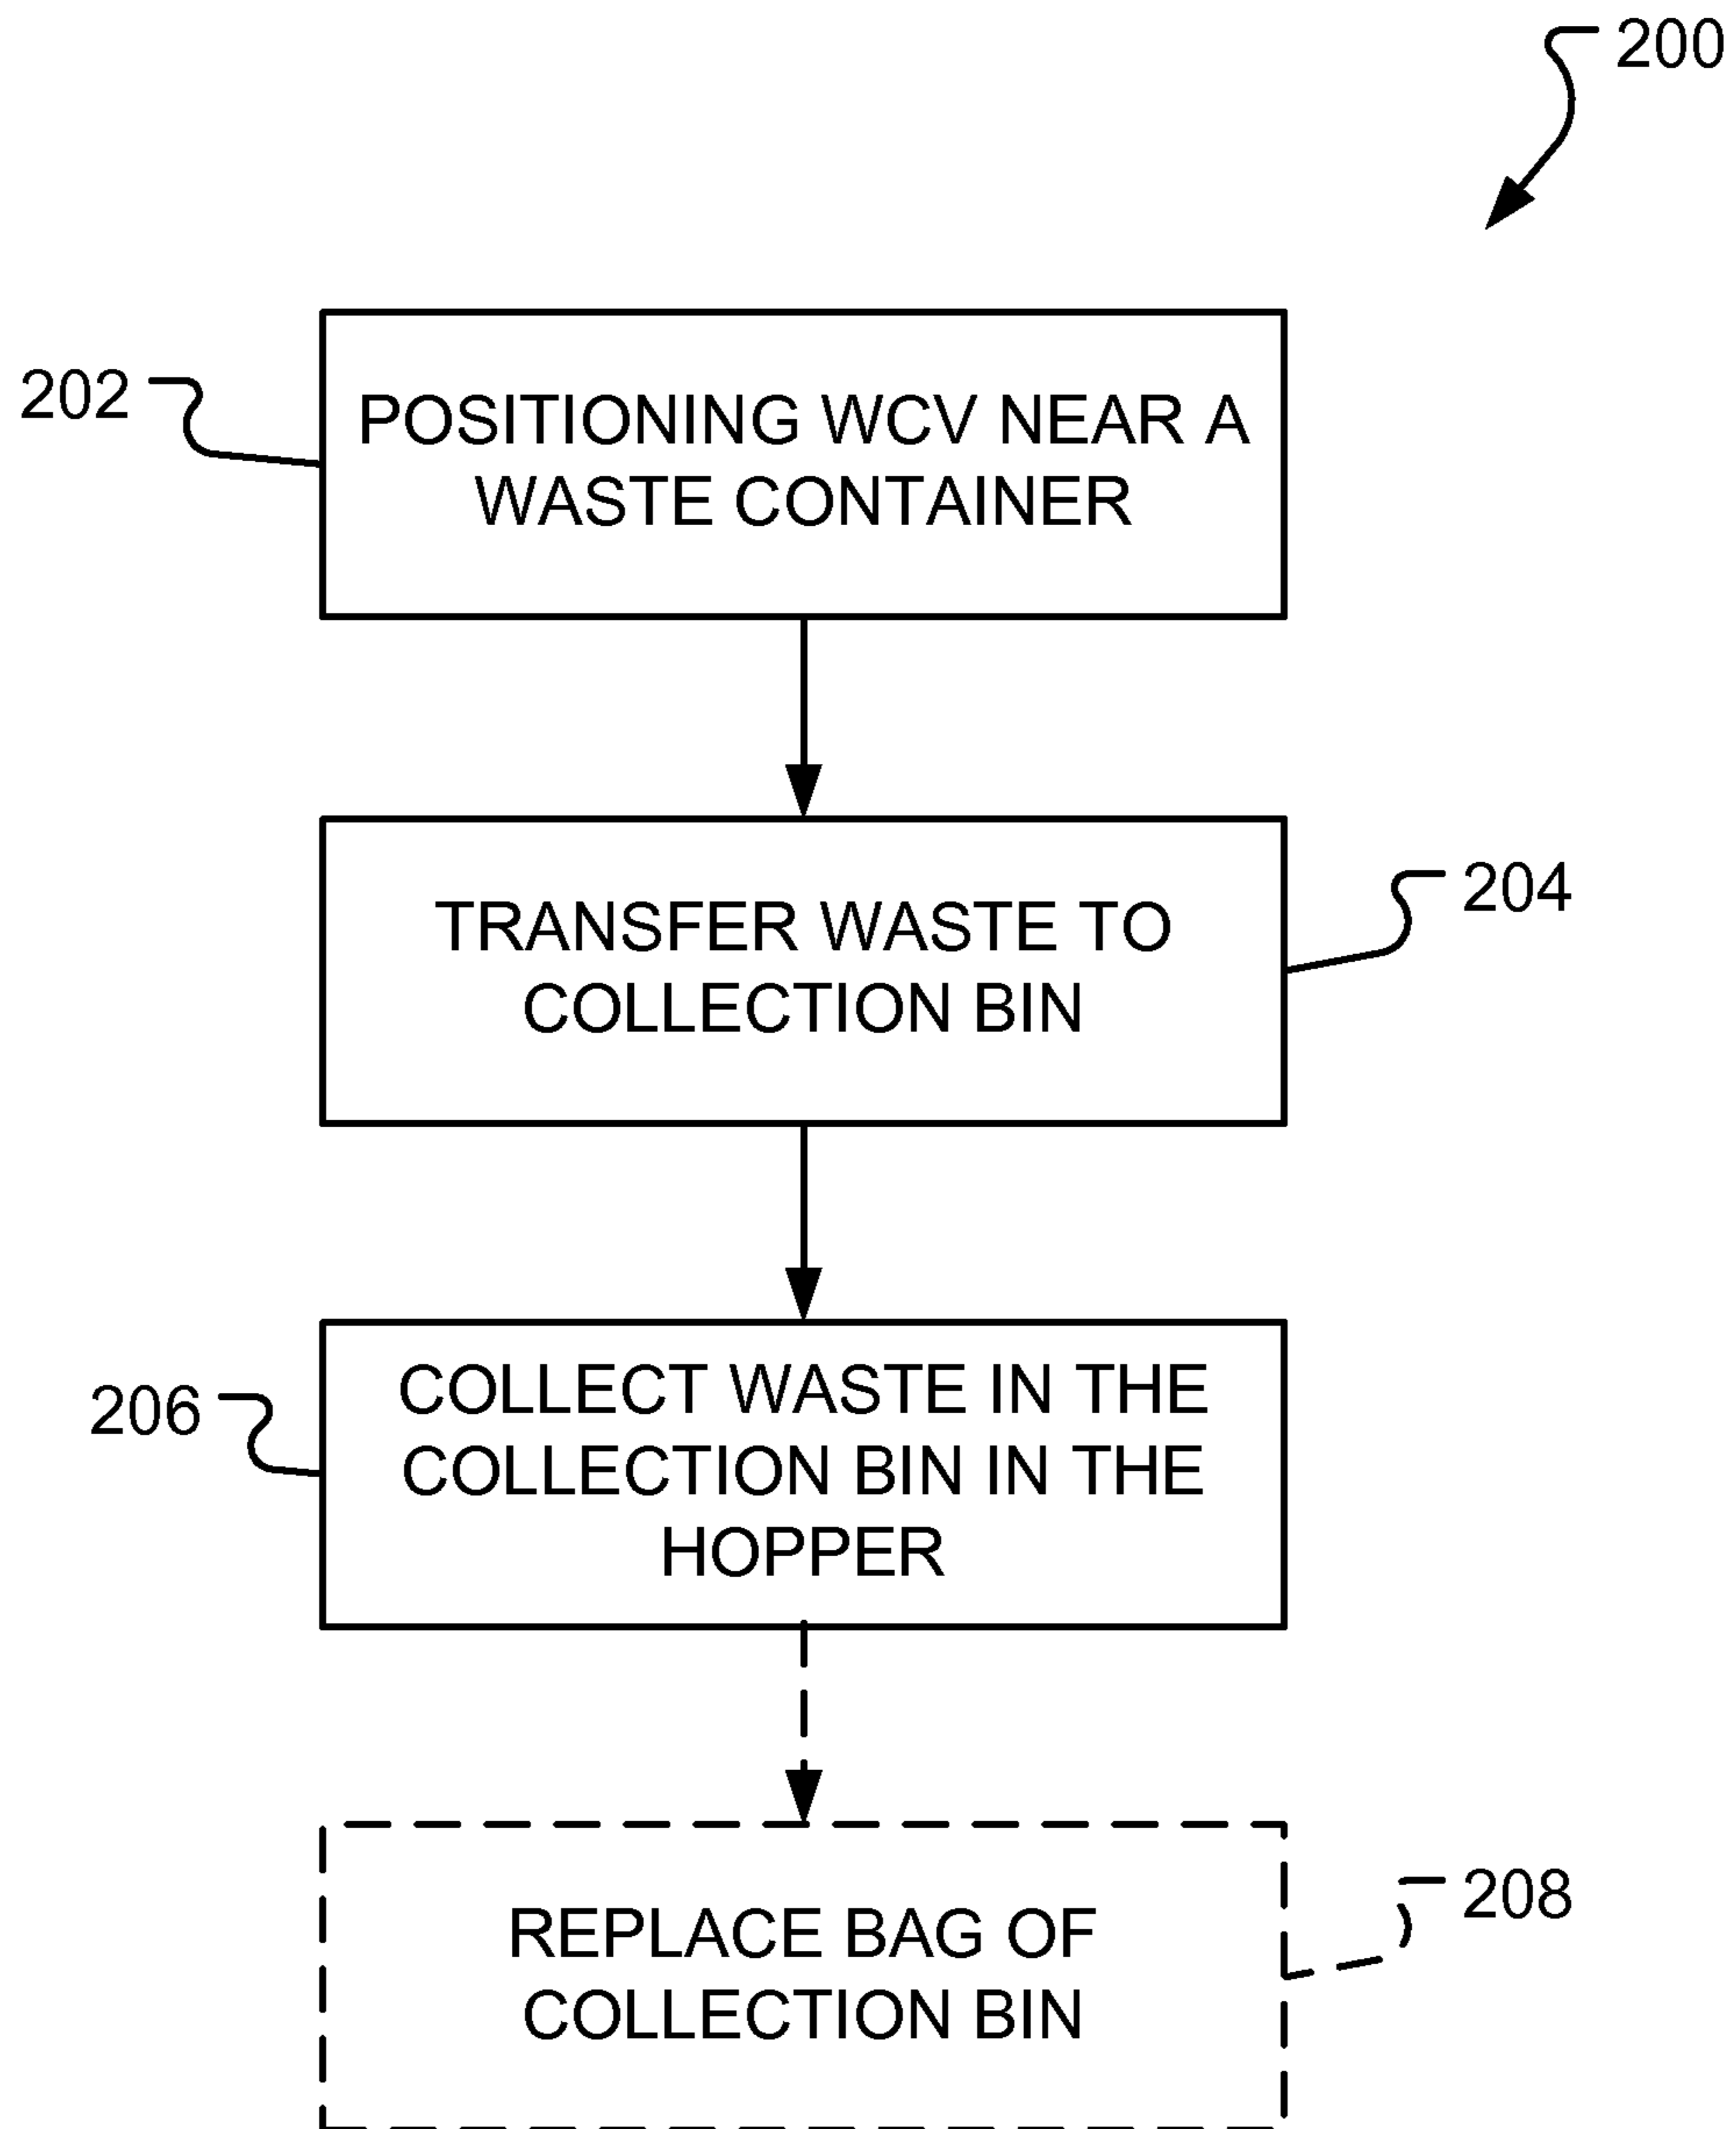 200
202
POSITIONING WCV NEAR A
WASTE CONTAINER
TRANSFER WASTE TO
COLLECTION BIN
204
206
COLLECT WASTE IN THE
COLLECTION BIN IN THE
HOPPER
REPLACE BAG OF
COLLECTION BIN
208